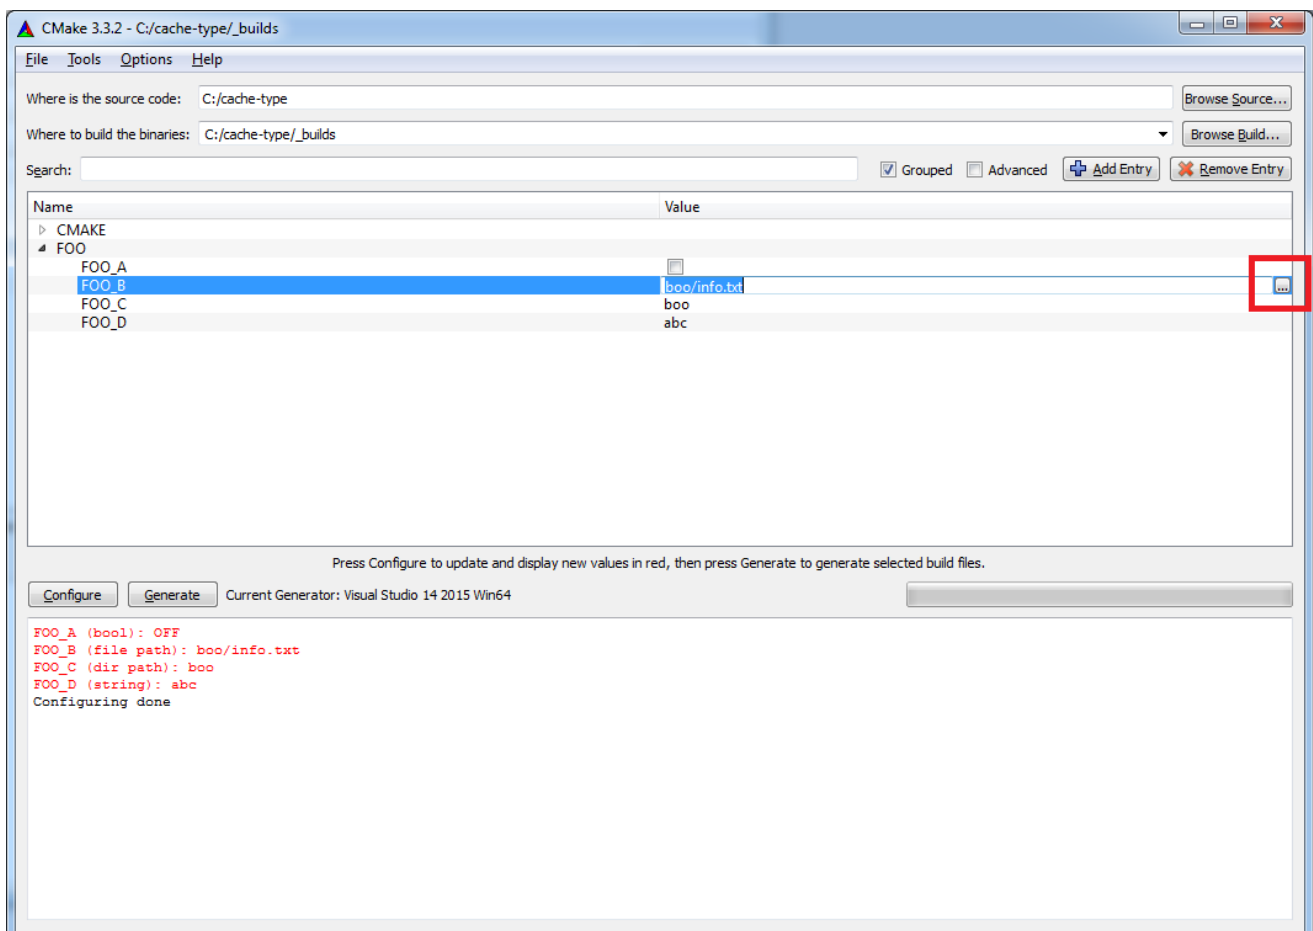 CMake 3.3.2 - C:/cache-type/_builds
File Tools Options Help
Where is the source code: C:/cache-type Browse Source...
Where to build the binaries: C:/cache-type/_builds Browse Build...
Search: Grouped Advanced Add Entry Remove Entry
Name Value
CMAKE
FOO
FOO_A
FOO_B boo/info.txt ...
FOO_C boo
FOO_D abc
Press Configure to update and display new values in red, then press Generate to generate selected build files.
Configure Generate Current Generator: Visual Studio 14 2015 Win64
FOO_A (bool): OFF
FOO_B (file path): boo/info.txt
FOO_C (dir path): boo
FOO_D (string): abc
Configuring done